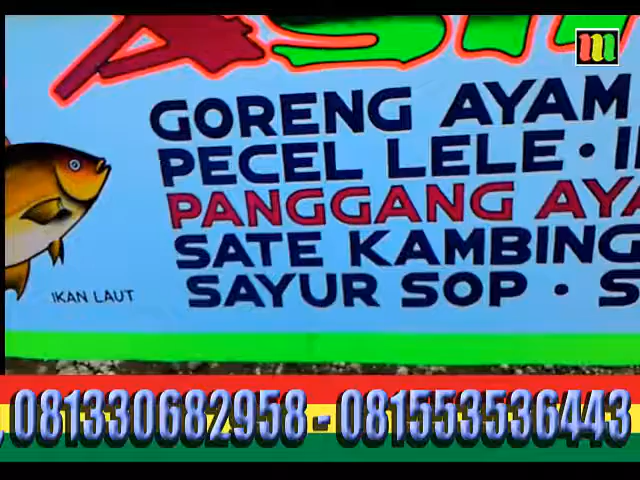 GORENG AYAM
PECEL LELE •
PANGGANG
SATE KAMBING
SAYUR SOP •
IKAN LAUT
081330682958 - 081553536443